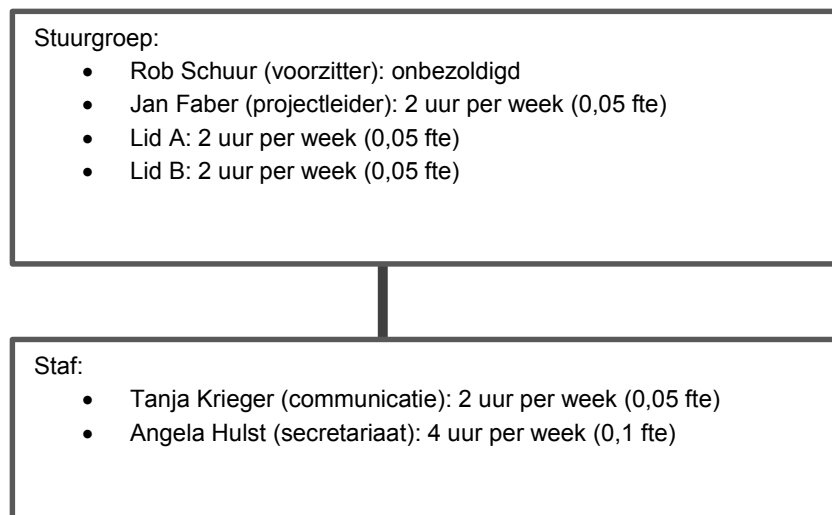 Stuurgroep:
• Rob Schuur (voorzitter): onbezoldigd
• Jan Faber (projectleider): 2 uur per week (0,05 fte)
• Lid A: 2 uur per week (0,05 fte)
• Lid B: 2 uur per week (0,05 fte)
Staf:
• Tanja Krieger (communicatie): 2 uur per week (0,05 fte)
• Angela Hulst (secretariaat): 4 uur per week (0,1 fte)